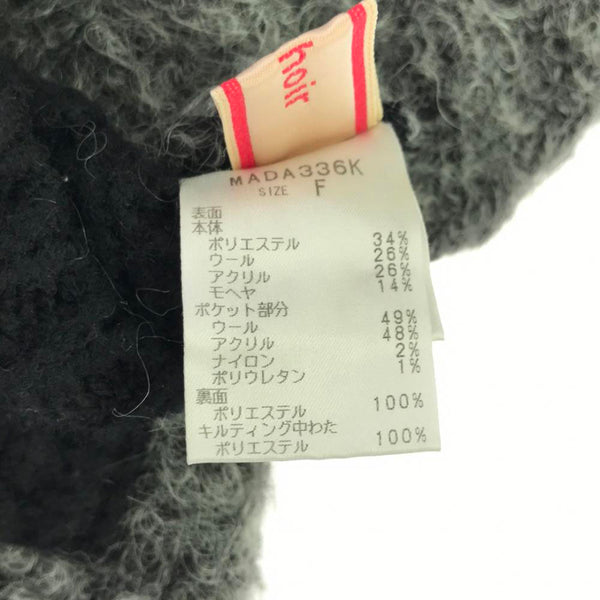 hoir
MADA336K
SIZE F
表面
本体
ポリエステル 34%
ウール 26%
アクリル 26%
モヘヤ 14%
ポケット部分
ウール 49%
アクリル 48%
ナイロン 2%
ポリウレタン 1%
裏面
ポリエステル 100%
キルティング中わた
ポリエステル 100%